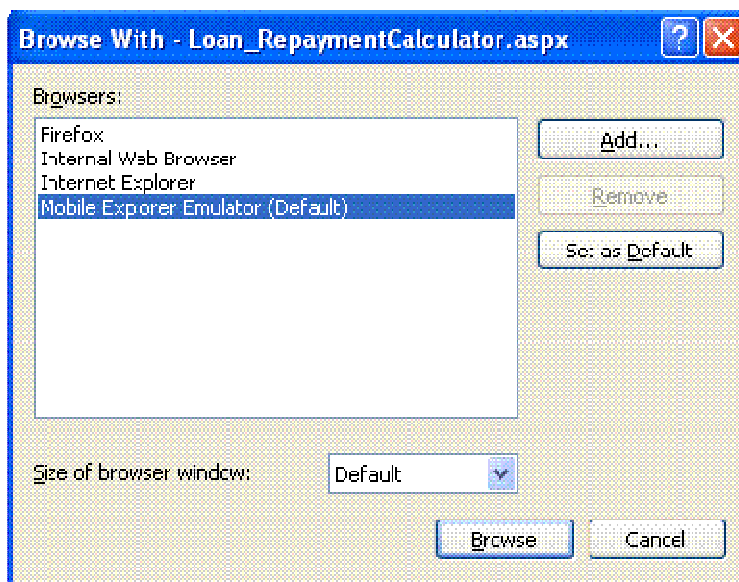 Browse With - Loan_RepaymentCalculator.aspx
Browsers:
Firefox
Internal Web Browser
Internet Explorer
Mobile Exporer Emulator (Default)
Add...
Remove
Set as Default
Size of browser window:
Default
Browse
Cancel